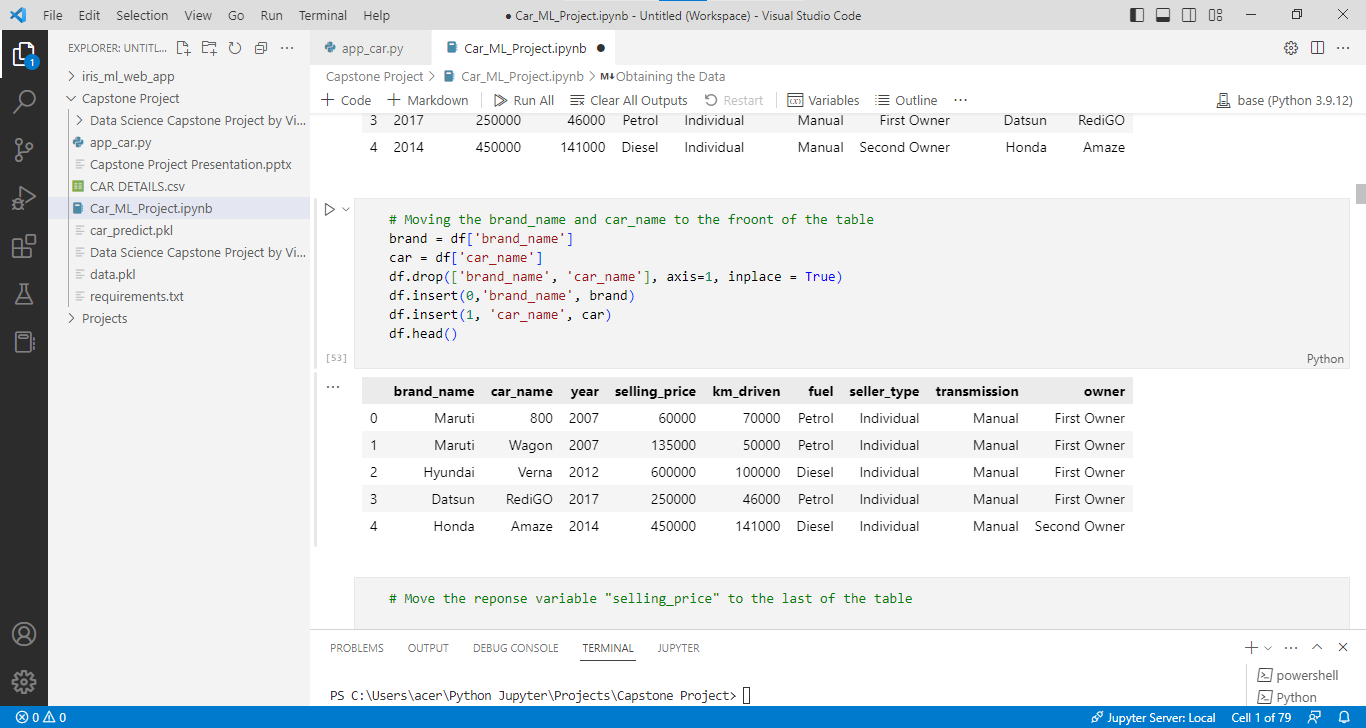 File Edit Selection View Go Run Terminal Help
● Car_ML_Project.ipynb - Untitled (Workspace) - Visual Studio Code
EXPLORER: UNTITL...
1
iris_ml_web_app
Capstone Project
Data Science Capstone Project by Vi...
app_car.py
Capstone Project Presentation.pptx
CAR DETAILS.csv
Car_ML_Project.ipynb
car_predict.pkl
Data Science Capstone Project by Vi...
data.pkl
requirements.txt
Projects
app_car.py Car_ML_Project.ipynb ●
Capstone Project > Car_ML_Project.ipynb > M↓Obtaining the Data
+ Code + Markdown Run All Clear All Outputs Restart Variables Outline ... base (Python 3.9.12)
3 2017 250000 46000 Petrol Individual Manual First Owner Datsun RediGO
4 2014 450000 141000 Diesel Individual Manual Second Owner Honda Amaze
# Moving the brand_name and car_name to the froont of the table
brand = df['brand_name']
car = df['car_name']
df.drop(['brand_name', 'car_name'], axis=1, inplace = True)
df.insert(0,'brand_name', brand)
df.insert(1, 'car_name', car)
df.head()
[53] Python
brand_name car_name year selling_price km_driven fuel seller_type transmission owner
0 Maruti 800 2007 60000 70000 Petrol Individual Manual First Owner
1 Maruti Wagon 2007 135000 50000 Petrol Individual Manual First Owner
2 Hyundai Verna 2012 600000 100000 Diesel Individual Manual First Owner
3 Datsun RediGO 2017 250000 46000 Petrol Individual Manual First Owner
4 Honda Amaze 2014 450000 141000 Diesel Individual Manual Second Owner
# Move the reponse variable "selling_price" to the last of the table
PROBLEMS OUTPUT DEBUG CONSOLE TERMINAL JUPYTER
PS C:\Users\acer\Python Jupyter\Projects\Capstone Project>
powershell
Python
0 0 Jupyter Server: Local Cell 1 of 79